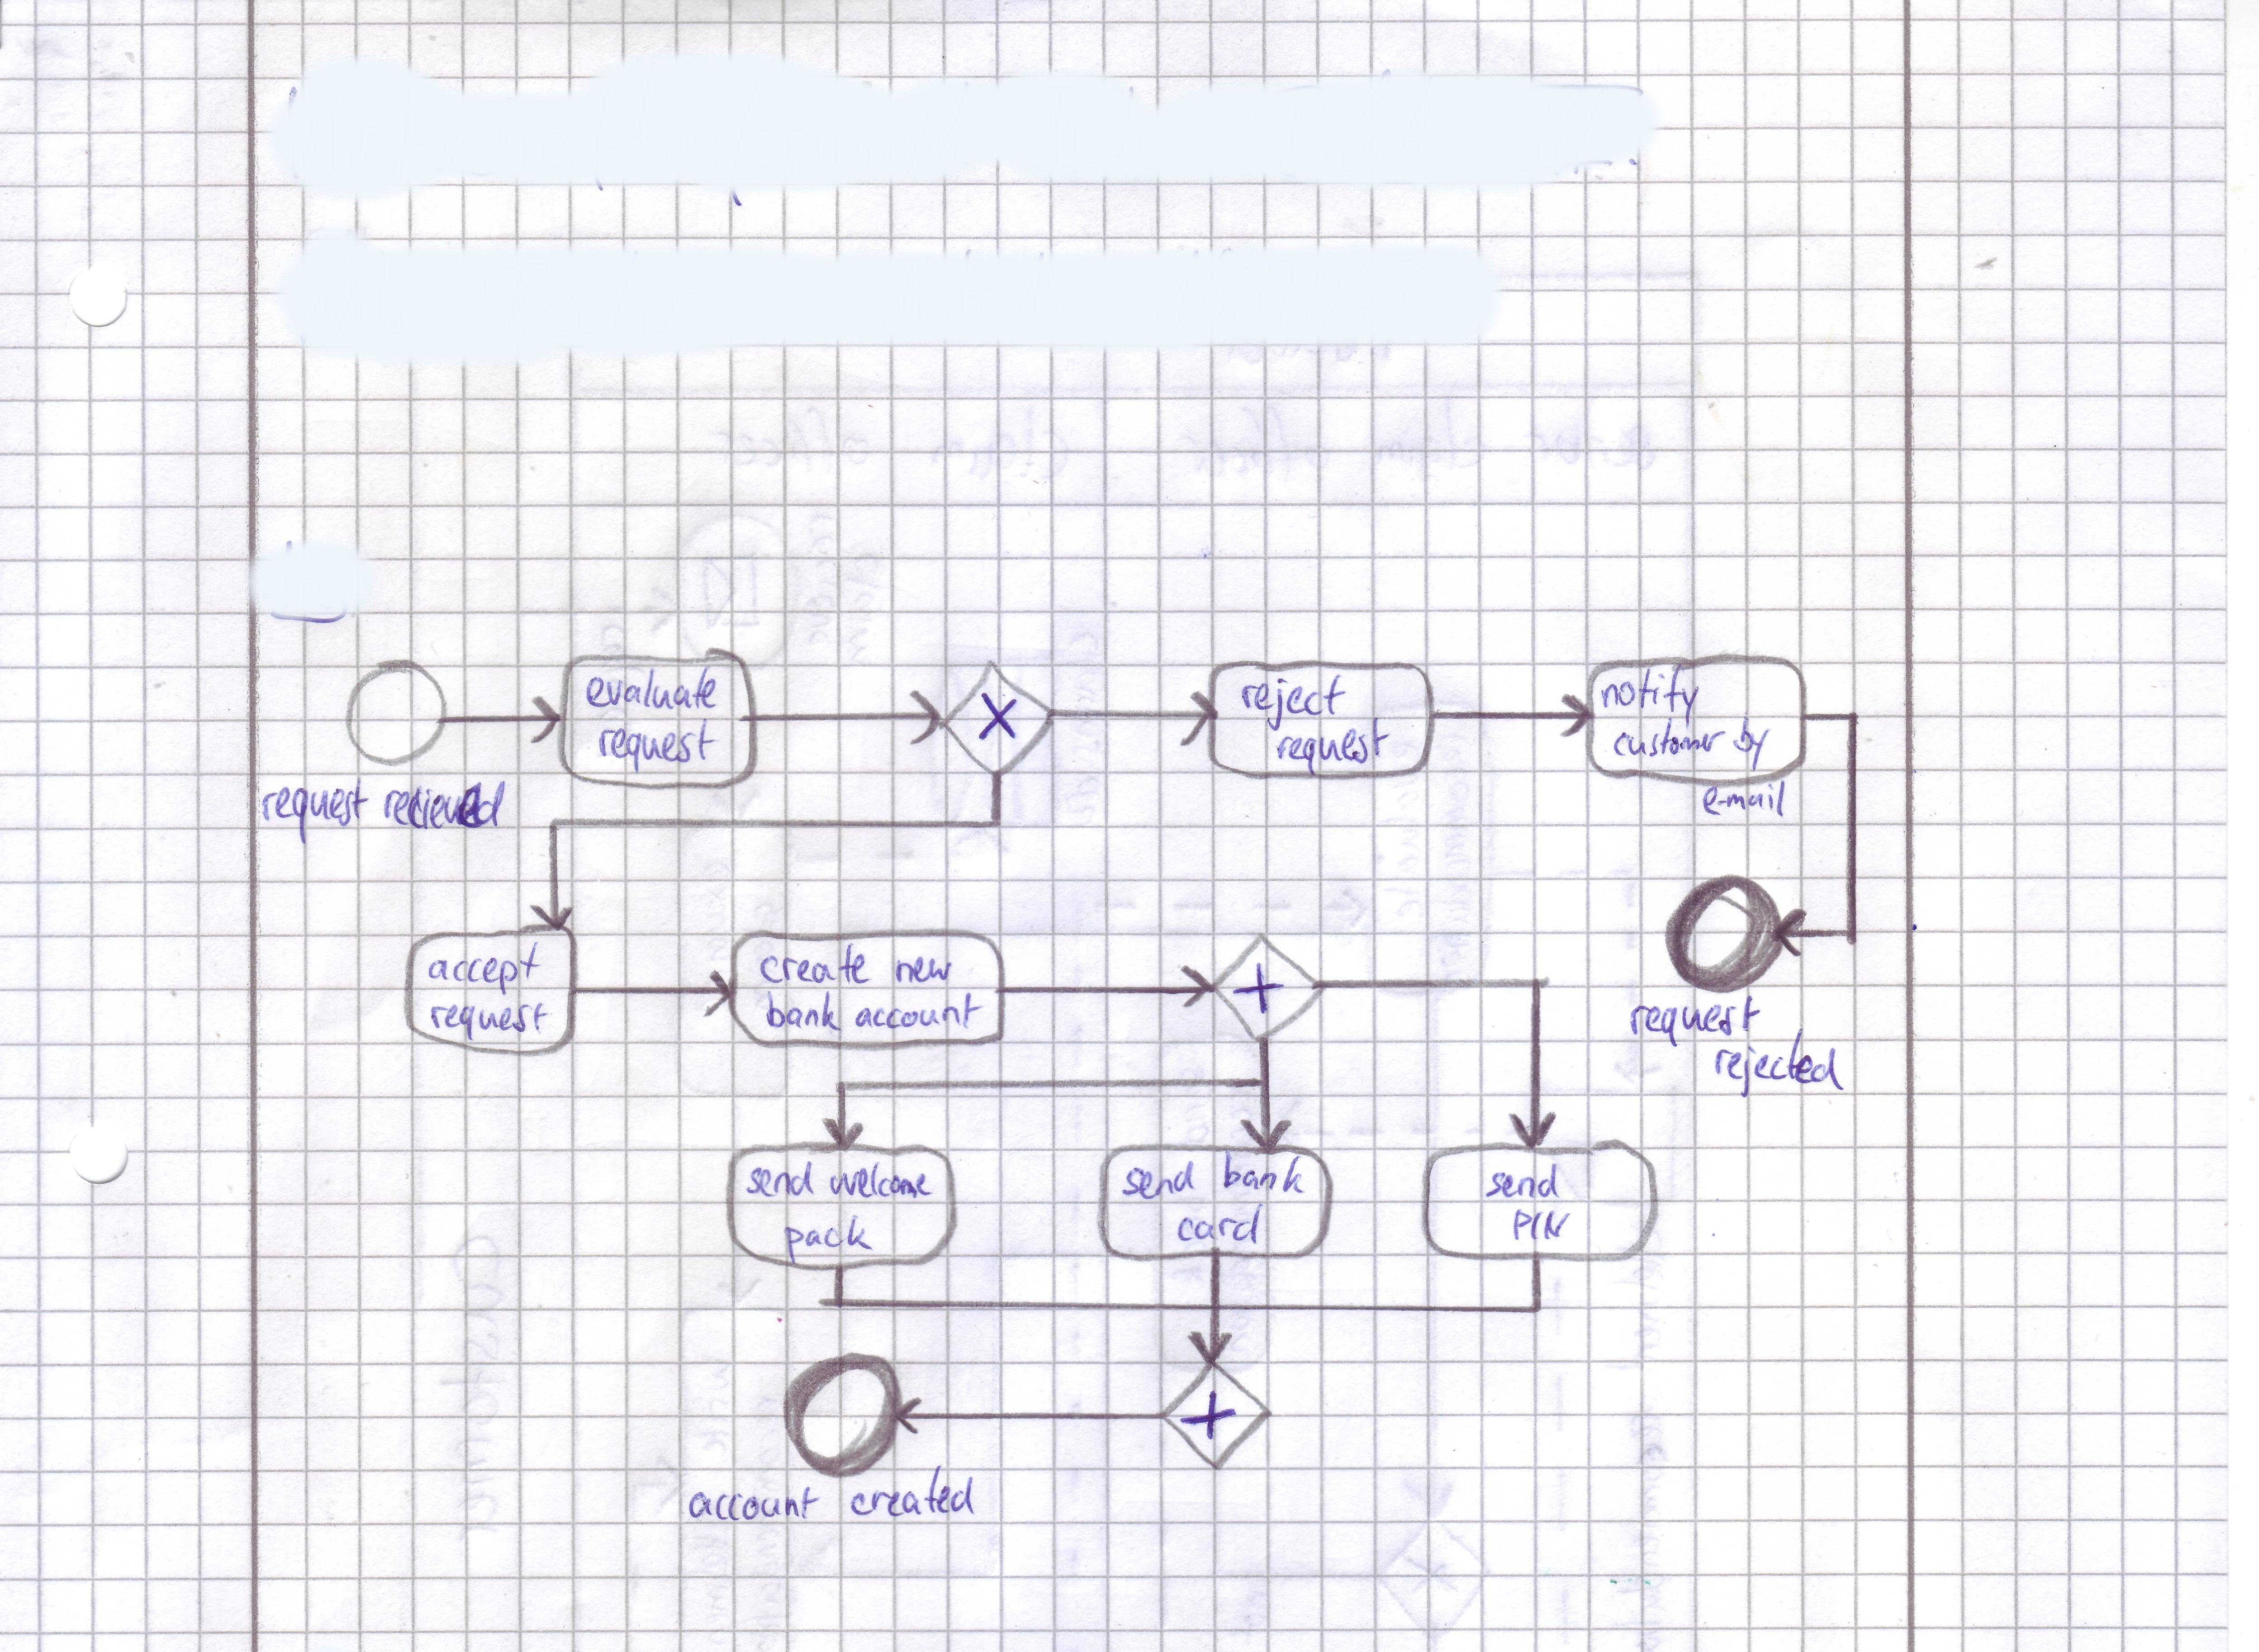 evaluate
request
reject
request
notify
customer by
e-mail
request recieved
accept
request
create new
bank account
request
rejected
send welcome
pack
send bank
card
send
PIN
account created